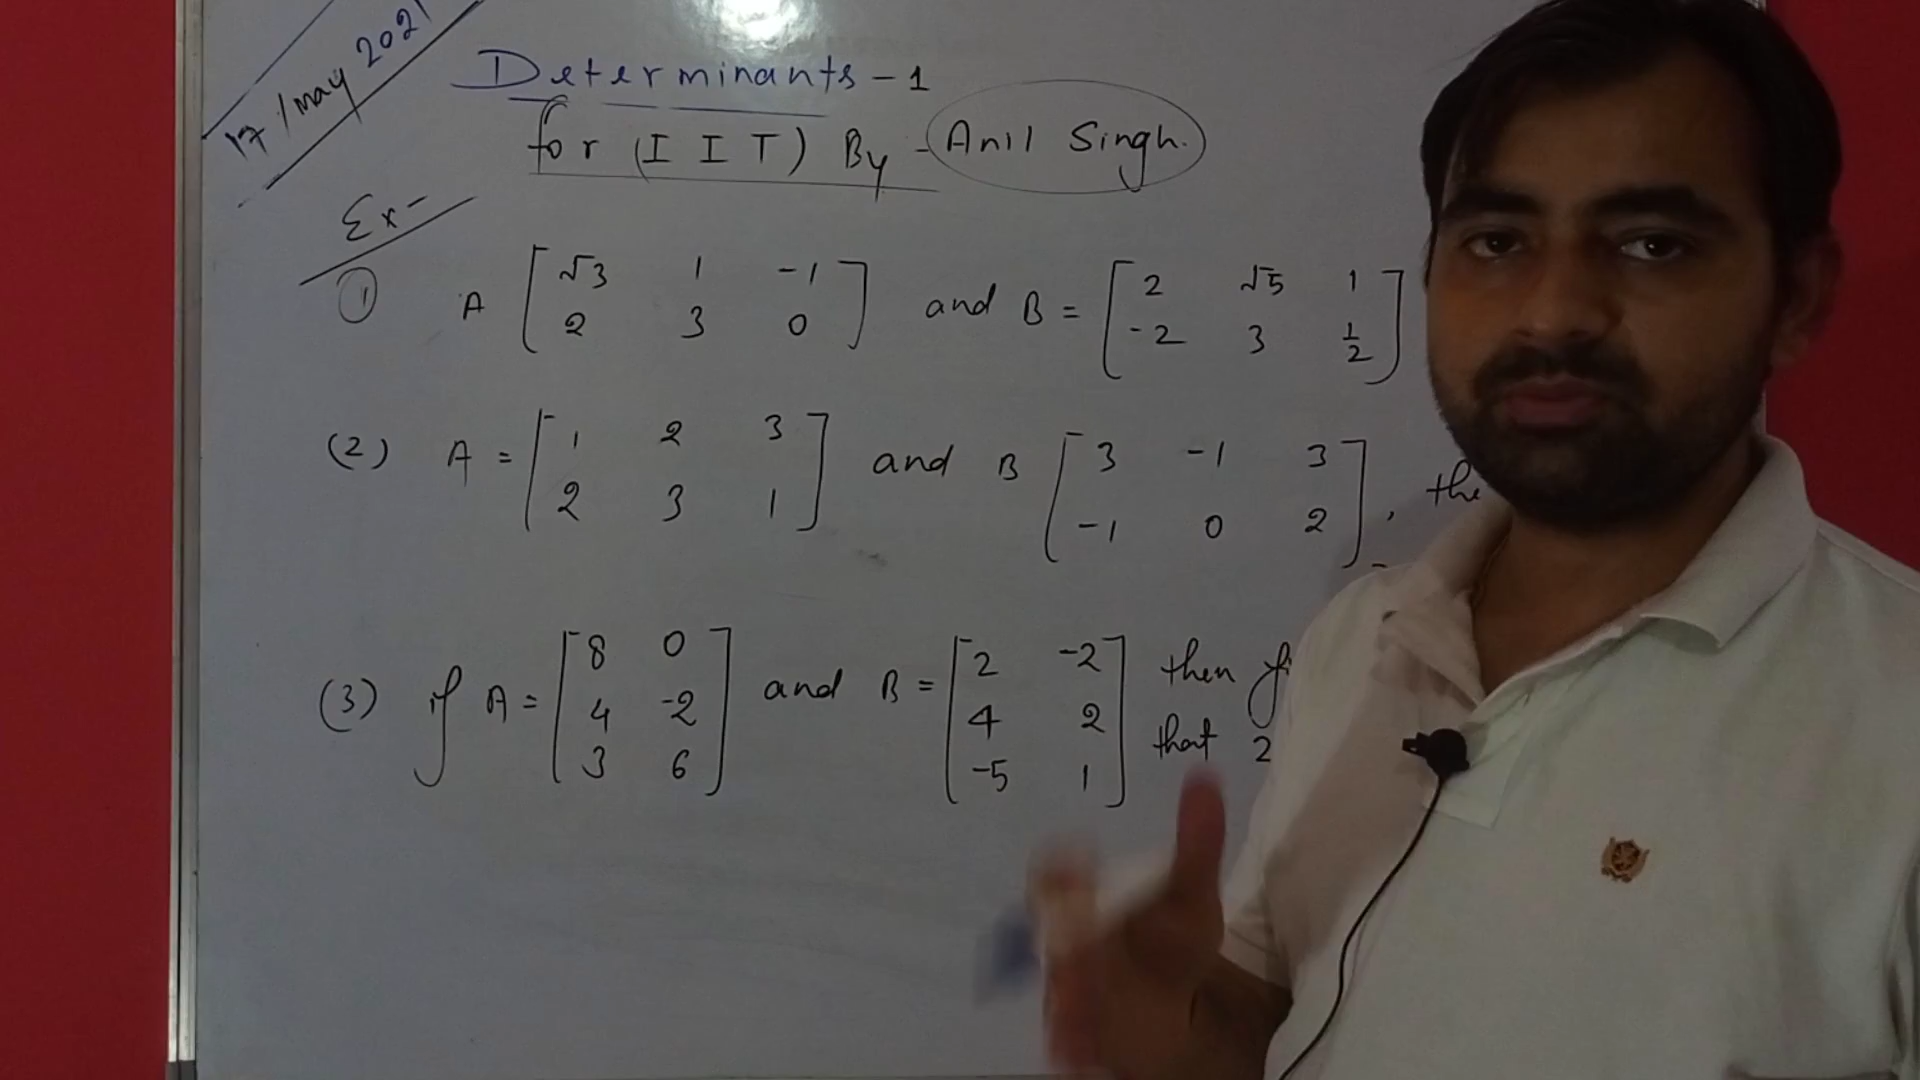 17/may 2021
Determinants-1
for (IIT) By - Anil Singh.
Ex-
① A [√3 1 -1 and B = [2 √5 1
2 3 0] -2 3 1/2]
(2) A = [1 2 3 and B [3 -1 3
2 3 1] -1 0 2],
(3) if A = [8 0 and B = [2 -2 then
4 -2 4 2
3 6] -5 1] that 2